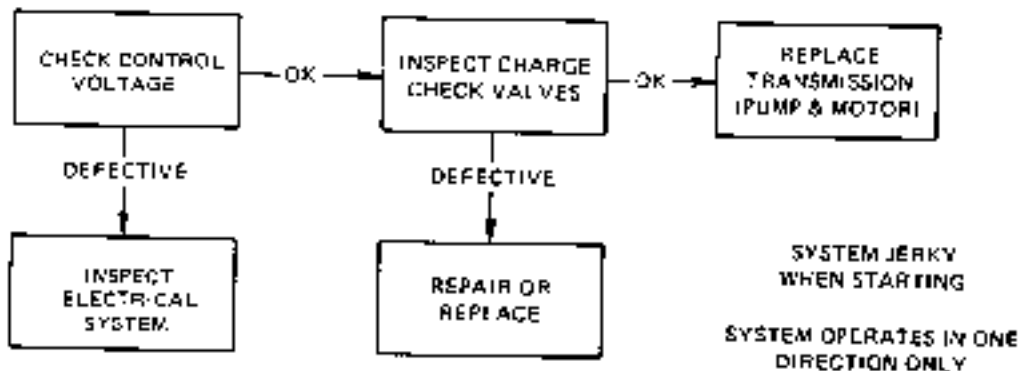 CHECK CONTROL
VOLTAGE
OK
INSPECT CHARGE
CHECK VALVES
OK
REPLACE
TRANSMISSION
(PUMP & MOTOR)
DEFECTIVE
DEFECTIVE
INSPECT
ELECTRICAL
SYSTEM
REPAIR OR
REPLACE
SYSTEM JERKY
WHEN STARTING
SYSTEM OPERATES IN ONE
DIRECTION ONLY